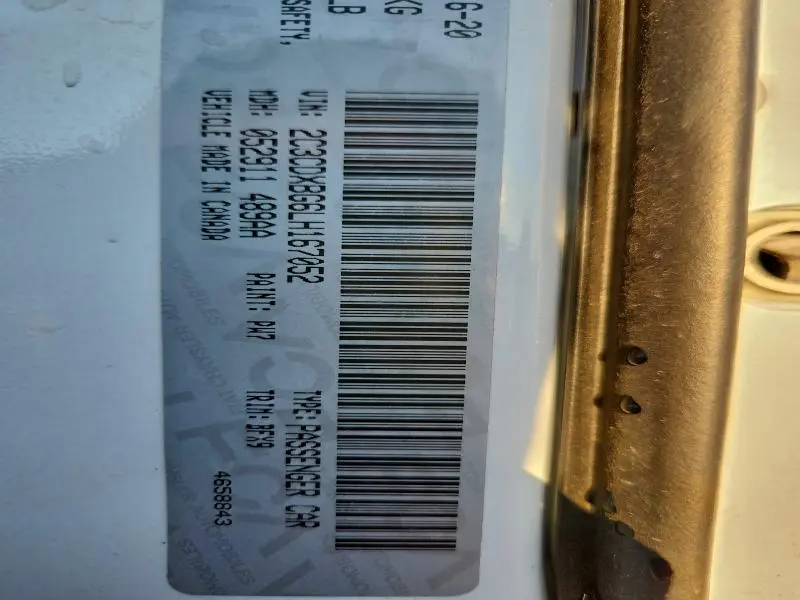 6-20
KG
LB
SAFETY,
VIN: 2C3CDXBG6LH167052 TYPE: PASSENGER CAR
MDH: 052911 489AA PAINT: PW7 TRIM: BFX9
VEHICLE MADE IN CANADA 4658843